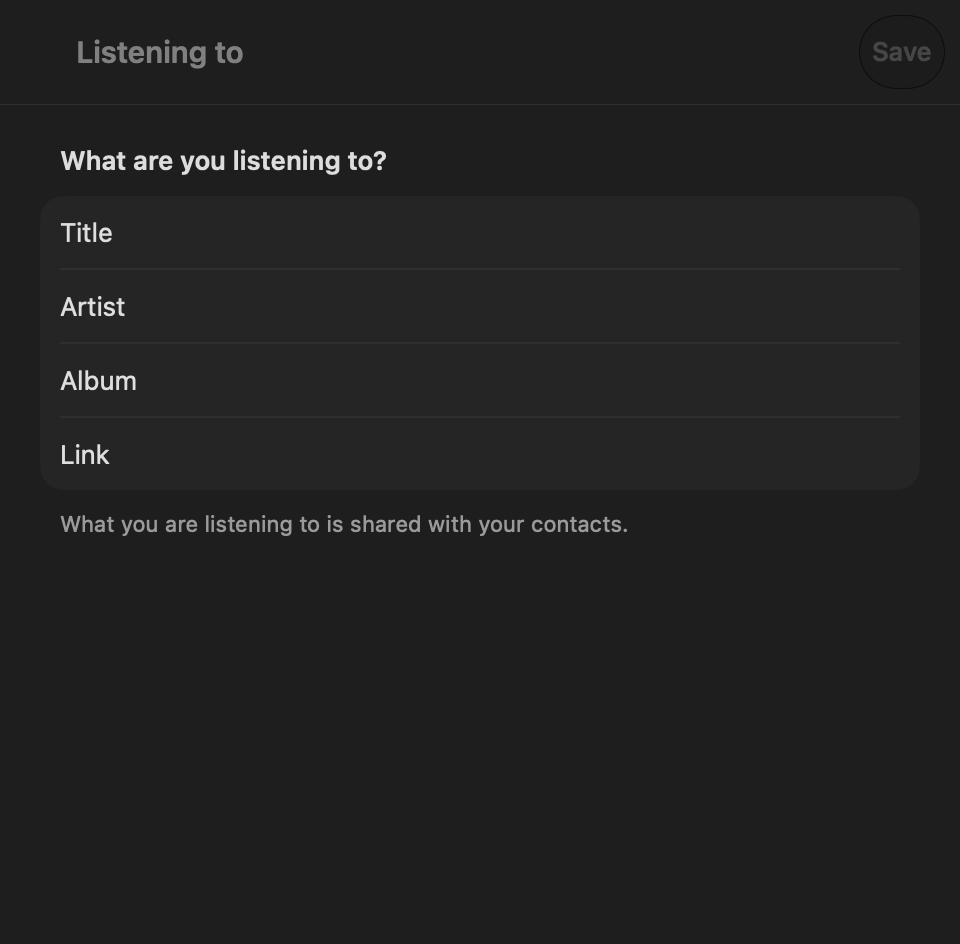 Listening to
Save
What are you listening to?
Title
Artist
Album
Link
What you are listening to is shared with your contacts.